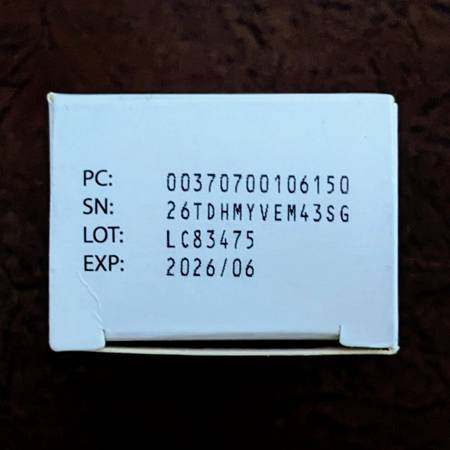 PC: 00370700106150
SN: 26TDHMYVEM43SG
LOT: LC83475
EXP: 2026/06